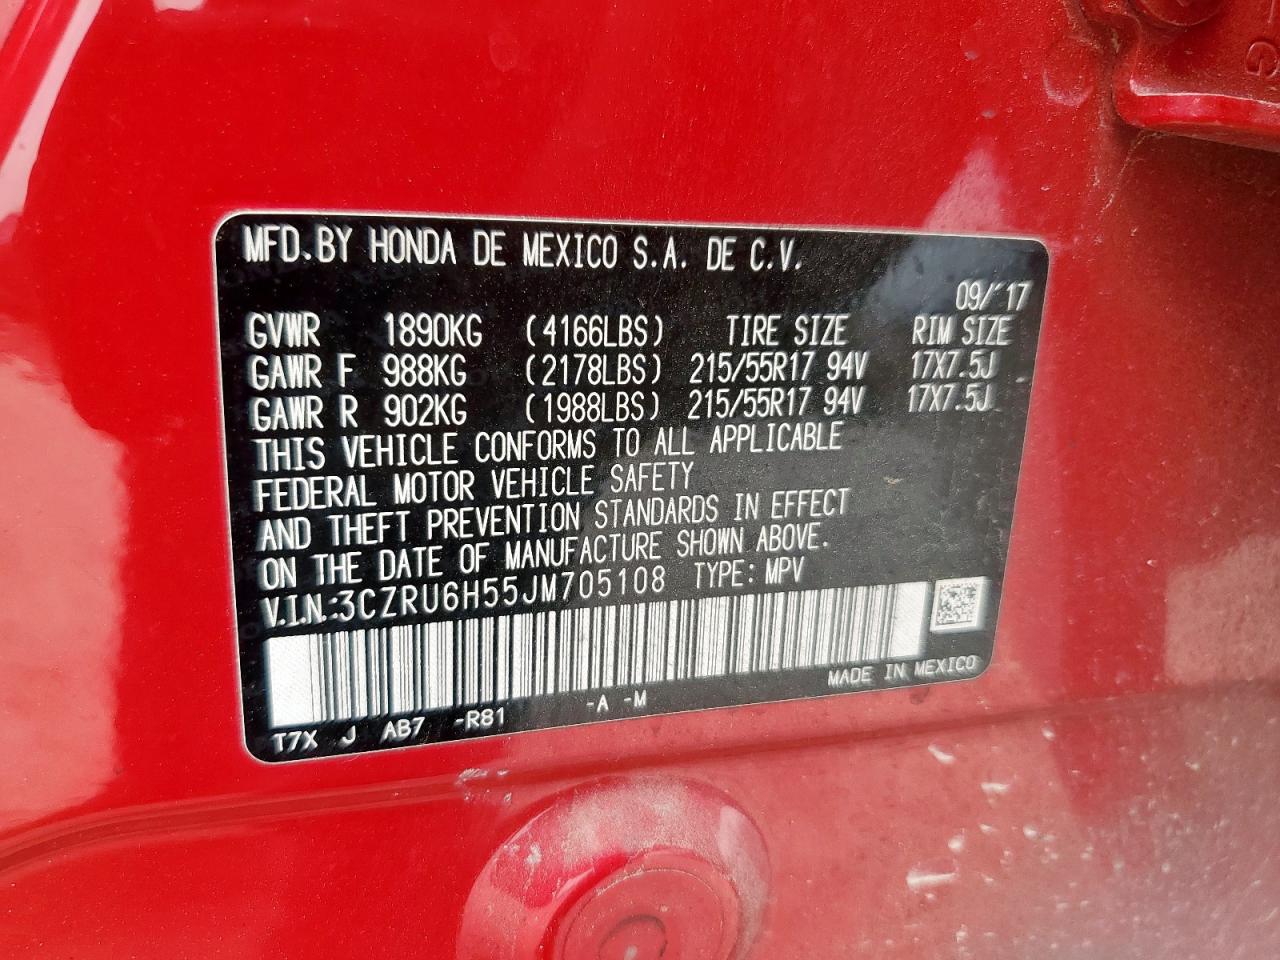 MFD.BY HONDA DE MEXICO S.A. DE C.V.
09/'17
GVWR 1890KG (4166LBS) TIRE SIZE RIM SIZE
GAWR F 988KG (2178LBS) 215/55R17 94V 17X7.5J
GAWR R 902KG (1988LBS) 215/55R17 94V 17X7.5J
THIS VEHICLE CONFORMS TO ALL APPLICABLE
FEDERAL MOTOR VEHICLE SAFETY
AND THEFT PREVENTION STANDARDS IN EFFECT
ON THE DATE OF MANUFACTURE SHOWN ABOVE.
V.I.N.:3CZRU6H55JM705108 TYPE: MPV
MADE IN MEXICO
T7X J AB7 -R81 -A -M